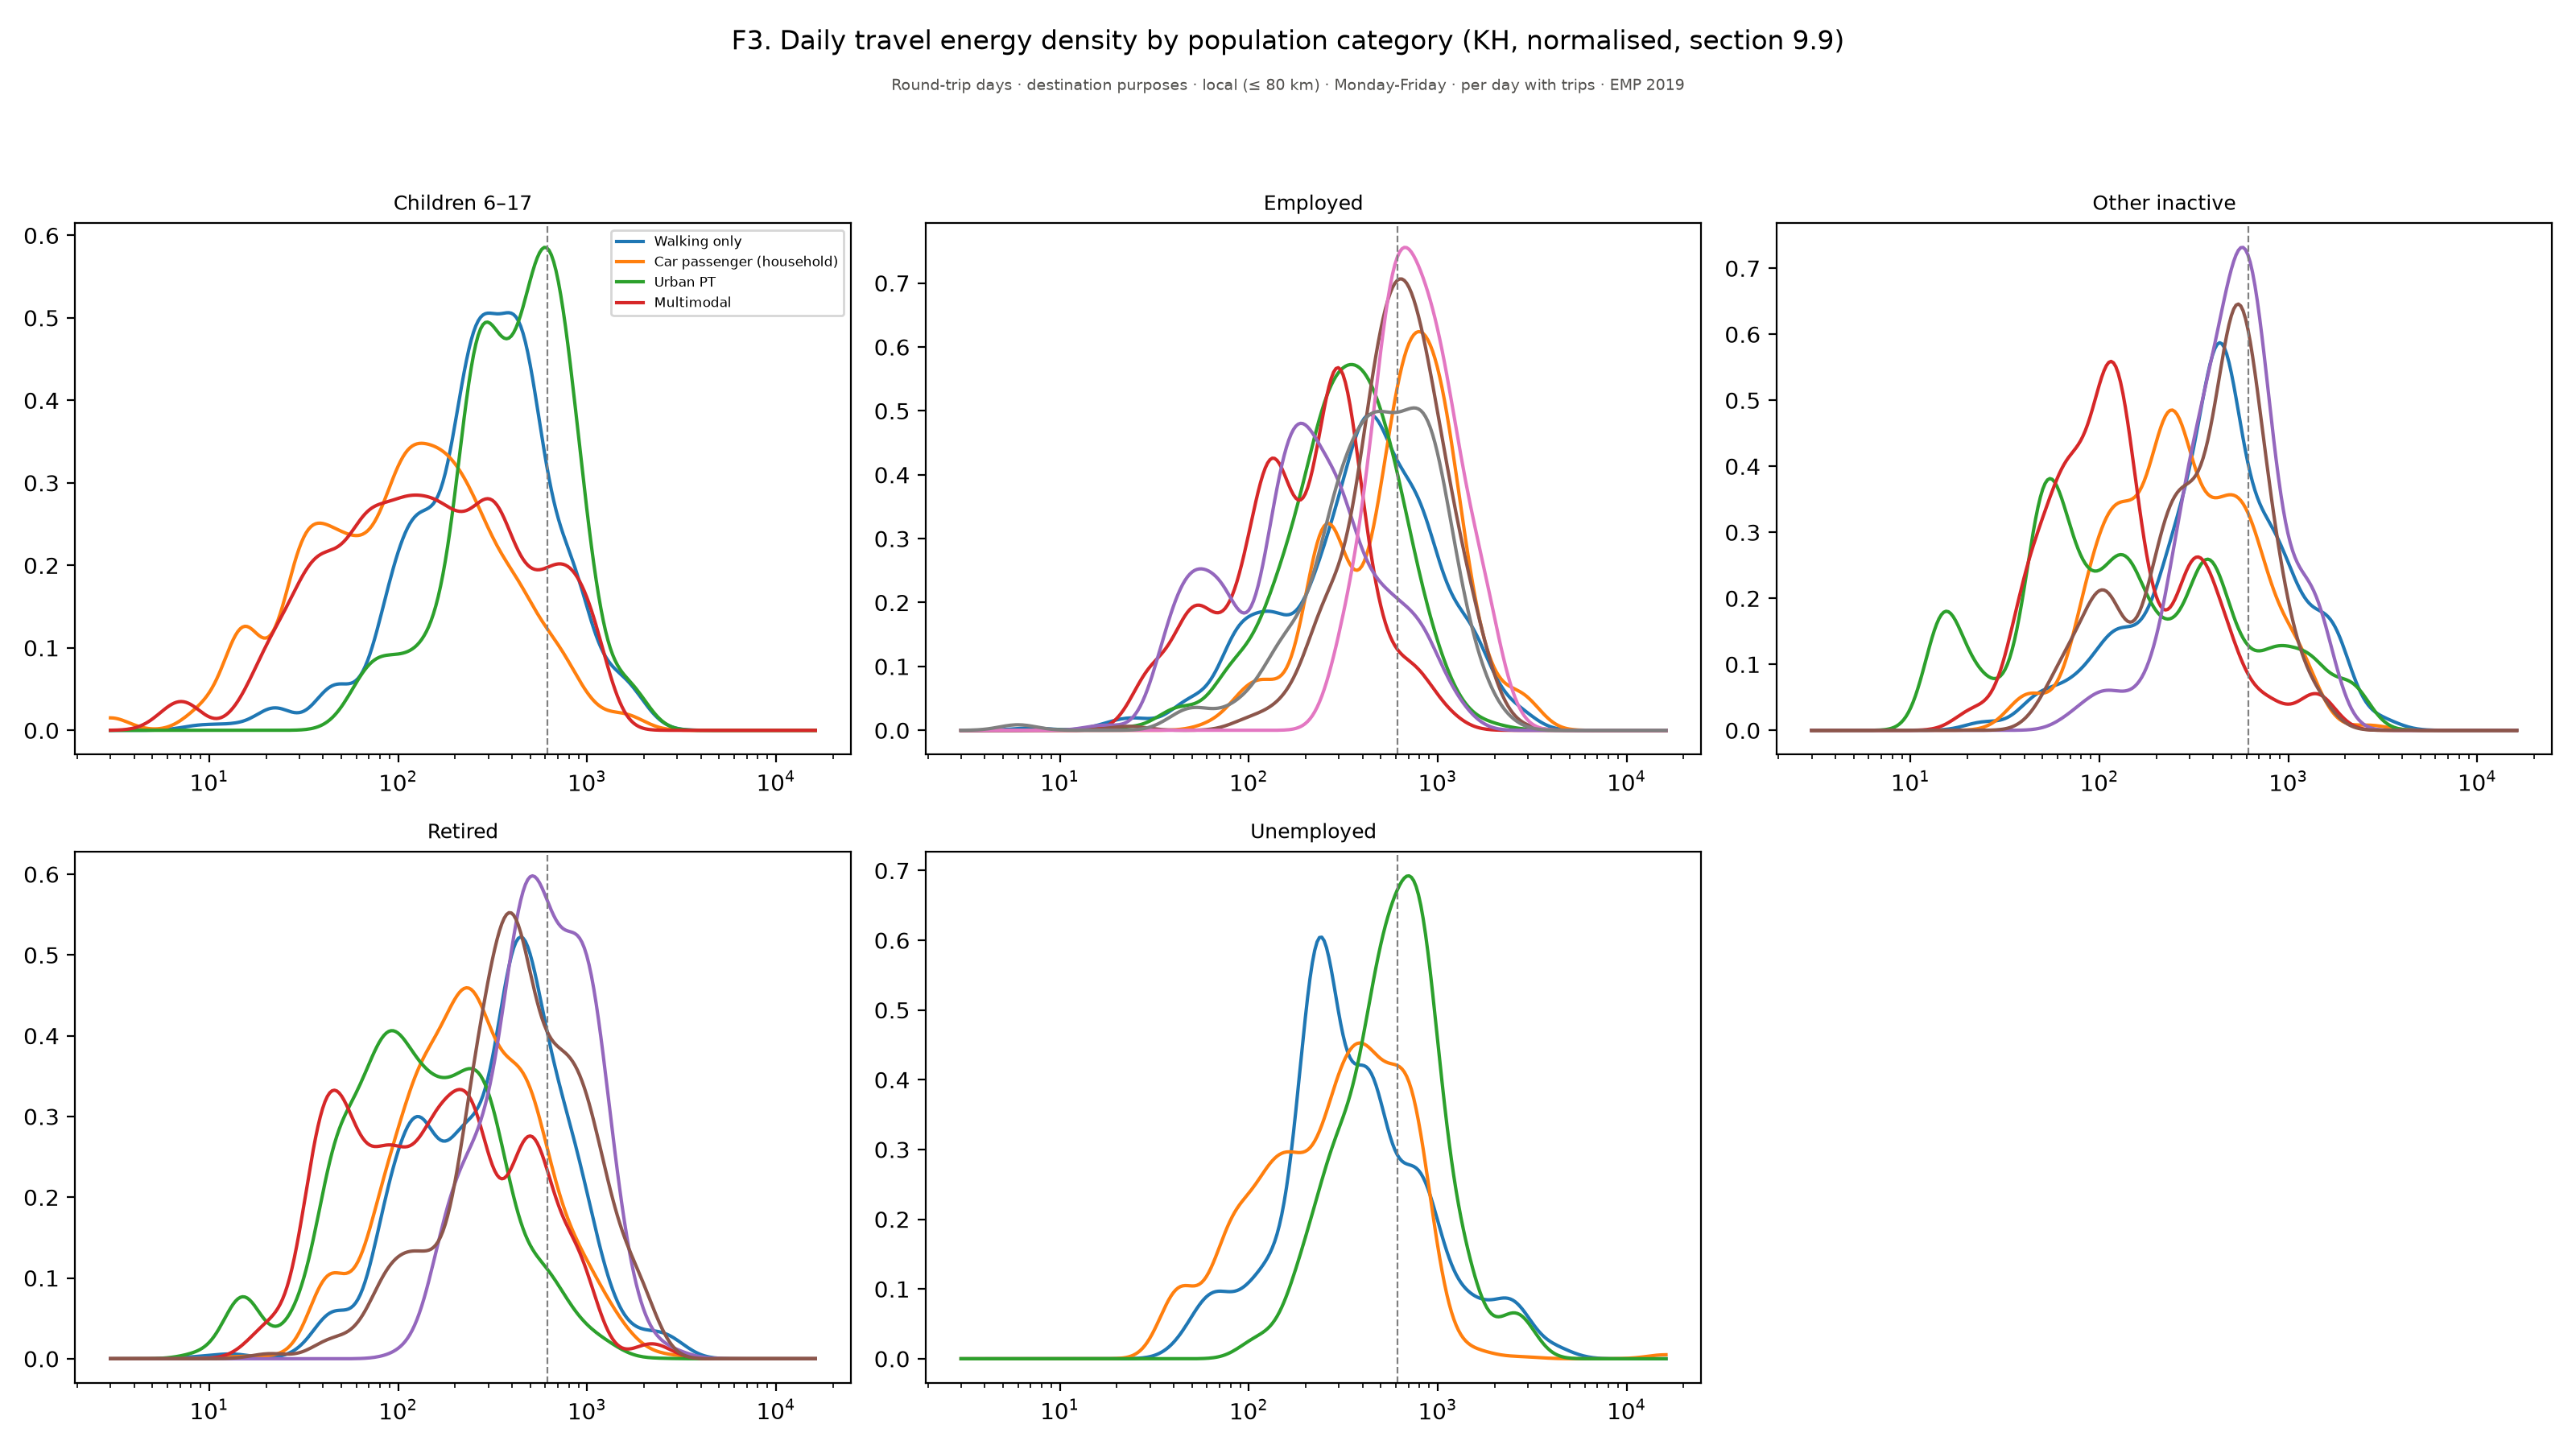 F3. Daily travel energy density by population category (KH, normalised, section 9.9)
Round-trip days · destination purposes · local (≤ 80 km) · Monday-Friday · per day with trips · EMP 2019
Children 6–17
0.6
0.5
0.4
0.3
0.2
0.1
0.0
10¹ 10² 10³ 10⁴
Walking only
Car passenger (household)
Urban PT
Multimodal
Employed
0.7
0.6
0.5
0.4
0.3
0.2
0.1
0.0
10¹ 10² 10³ 10⁴
Other inactive
0.7
0.6
0.5
0.4
0.3
0.2
0.1
0.0
10¹ 10² 10³ 10⁴
Retired
0.6
0.5
0.4
0.3
0.2
0.1
0.0
10¹ 10² 10³ 10⁴
Unemployed
0.7
0.6
0.5
0.4
0.3
0.2
0.1
0.0
10¹ 10² 10³ 10⁴